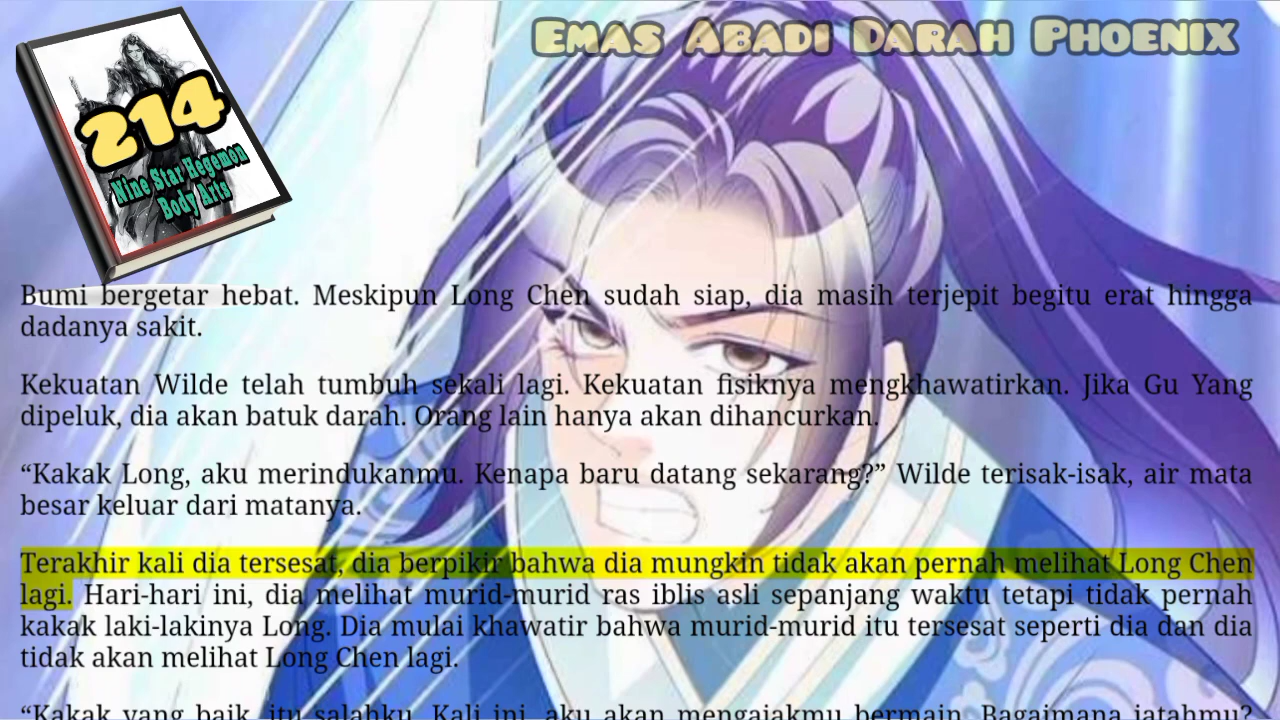 Emas Abadi Darah Phoenix
214
Nine Star Hegemon
Body Arts
Bumi bergetar hebat. Meskipun Long Chen sudah siap, dia masih terjepit begitu erat hingga
dadanya sakit.
Kekuatan Wilde telah tumbuh sekali lagi. Kekuatan fisiknya mengkhawatirkan. Jika Gu Yang
dipeluk, dia akan batuk darah. Orang lain hanya akan dihancurkan.
“Kakak Long, aku merindukanmu. Kenapa baru datang sekarang?” Wilde terisak-isak, air mata
besar keluar dari matanya.
Terakhir kali dia tersesat, dia berpikir bahwa dia mungkin tidak akan pernah melihat Long Chen
lagi. Hari-hari ini, dia melihat murid-murid ras iblis asli sepanjang waktu tetapi tidak pernah
kakak laki-lakinya Long. Dia mulai khawatir bahwa murid-murid itu tersesat seperti dia dan dia
tidak akan melihat Long Chen lagi.
“Kakak yang baik, itu salahku. Kali ini, aku akan mengajakmu bermain. Bagaimana jatahmu?